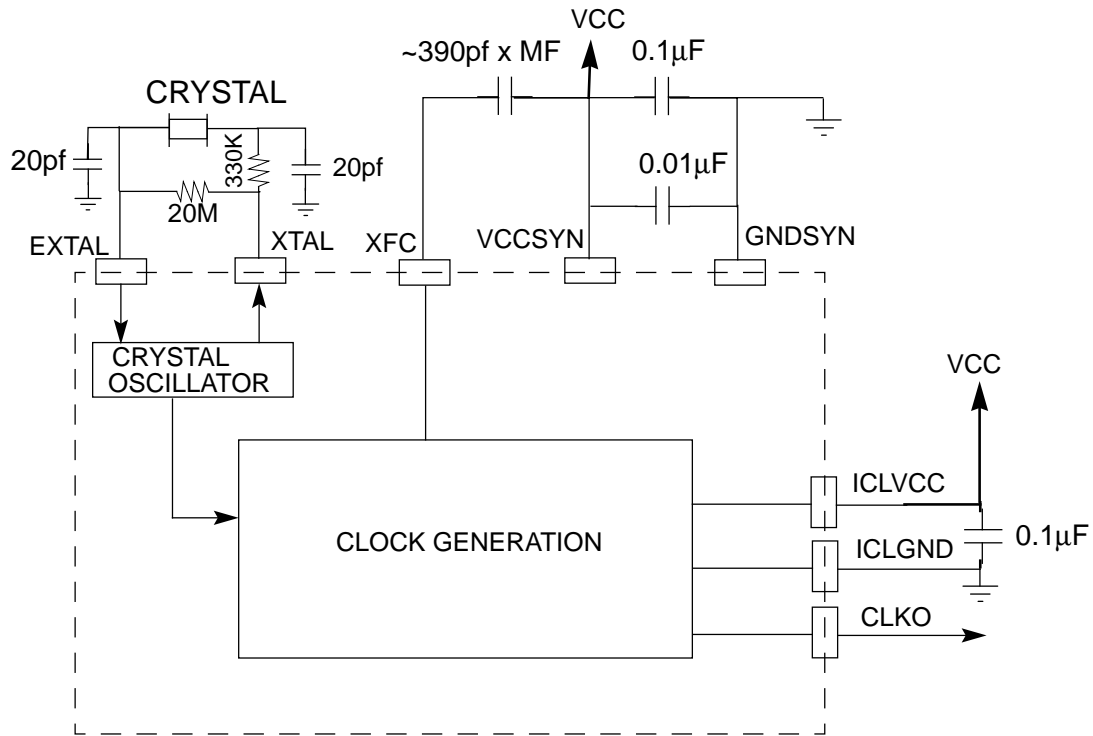 VCC
~390pf x MF
0.1µF
CRYSTAL
20pf
330K
20pf
0.01µF
20M
EXTAL
XTAL
XFC
VCCSYN
GNDSYN
CRYSTAL
OSCILLATOR
VCC
ICLVCC
CLOCK GENERATION
0.1µF
ICLGND
CLKO